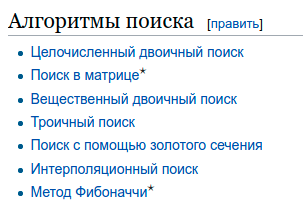 Алгоритмы поиска [править]
Целочисленный двоичный поиск
Поиск в матрице*
Вещественный двоичный поиск
Троичный поиск
Поиск с помощью золотого сечения
Интерполяционный поиск
Метод Фибоначчи*